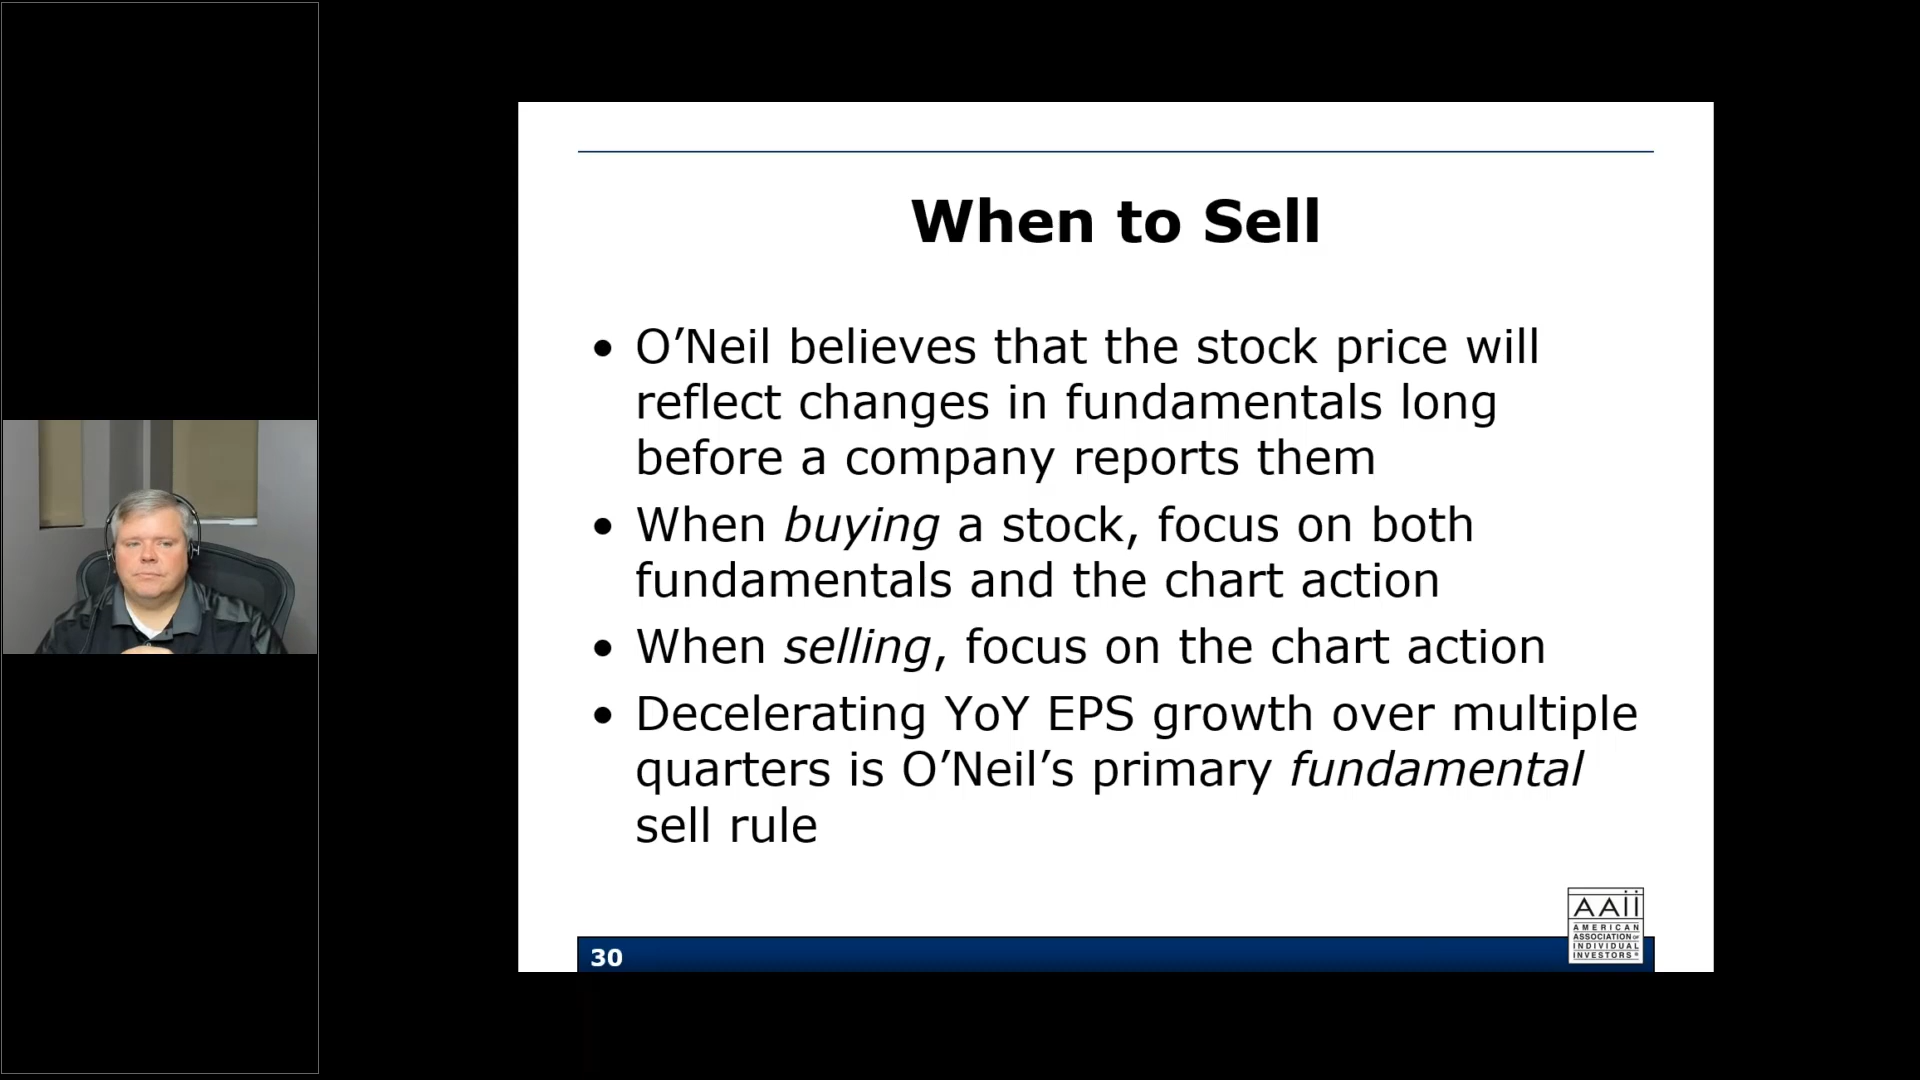 When to Sell
• O’Neil believes that the stock price will
reflect changes in fundamentals long
before a company reports them
• When buying a stock, focus on both
fundamentals and the chart action
• When selling, focus on the chart action
• Decelerating YoY EPS growth over multiple
quarters is O’Neil’s primary fundamental
sell rule
AAii
AMERICAN
ASSOCIATION OF
INDIVIDUAL
INVESTORS®
30